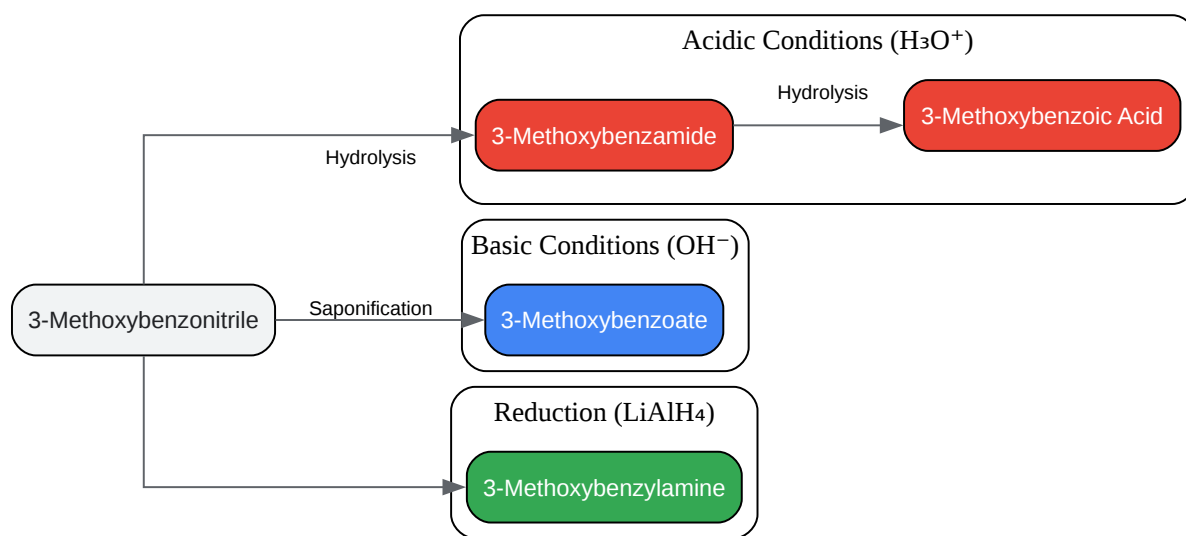 Acidic Conditions (H₃O⁺)
3-Methoxybenzamide
Hydrolysis
3-Methoxybenzoic Acid
Hydrolysis
Basic Conditions (OH⁻)
3-Methoxybenzonitrile
Saponification
3-Methoxybenzoate
Reduction (LiAlH₄)
3-Methoxybenzylamine